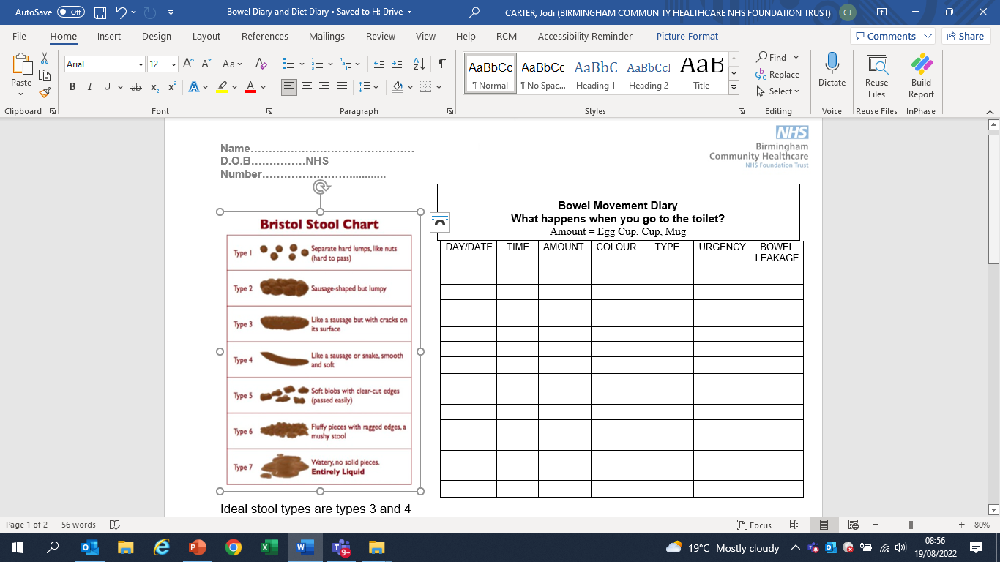 AutoSave Off Bowel Diary and Diet Diary • Saved to H: Drive CARTER, Jodi (BIRMINGHAM COMMUNITY HEALTHCARE NHS FOUNDATION TRUST) CJ
File Home Insert Design Layout References Mailings Review View Help RCM Accessibility Reminder Picture Format Comments Share
Paste
Arial 12
AaBbCc AaBbCc AaBbC AaBbCcI AaB
¶ Normal ¶ No Spac... Heading 1 Heading 2 Title
Find
Replace
Select
Dictate
Reuse Files
Build Report
Clipboard Font Paragraph Styles Editing Voice Reuse Files InPhase
Name……………………………………
D.O.B…………..NHS
Number……………………............
NHS
Birmingham
Community Healthcare
NHS Foundation Trust
Bristol Stool Chart
Type 1 Separate hard lumps, like nuts
(hard to pass)
Type 2 Sausage-shaped but lumpy
Type 3 Like a sausage but with cracks on
its surface
Type 4 Like a sausage or snake, smooth
and soft
Type 5 Soft blobs with clear-cut edges
(passed easily)
Type 6 Fluffy pieces with ragged edges, a
mushy stool
Type 7 Watery, no solid pieces.
Entirely Liquid
Ideal stool types are types 3 and 4
Bowel Movement Diary
What happens when you go to the toilet?
Amount = Egg Cup, Cup, Mug
DAY/DATE TIME AMOUNT COLOUR TYPE URGENCY BOWEL
LEAKAGE
Page 1 of 2 56 words Focus 80%
9+ 19°C Mostly cloudy 08:56
19/08/2022